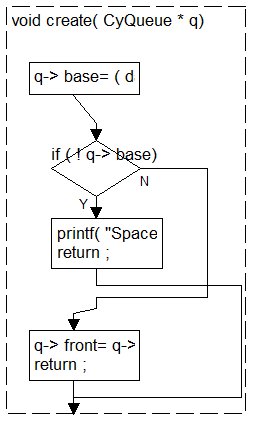 void create( CyQueue * q)
q-> base= ( d
if ( ! q-> base)
N
Y
printf( "Space
return ;
q-> front= q->
return ;